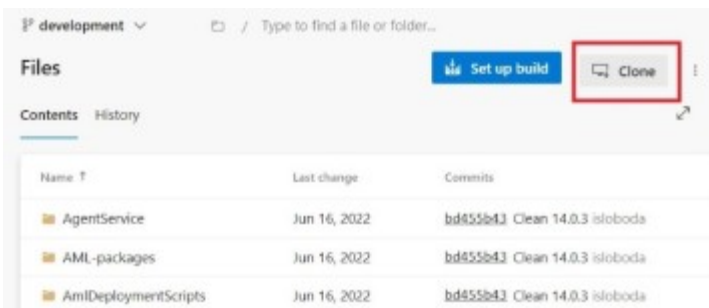 development / Type to find a file or folder...
Files Set up build Clone
Contents History
Name ↑ Last change Commits
AgentService Jun 16, 2022 bd455b43 Clean 14.0.3 isloboda
AML-packages Jun 16, 2022 bd455b43 Clean 14.0.3 isloboda
AmlDeploymentScripts Jun 16, 2022 bd455b43 Clean 14.0.3 isloboda